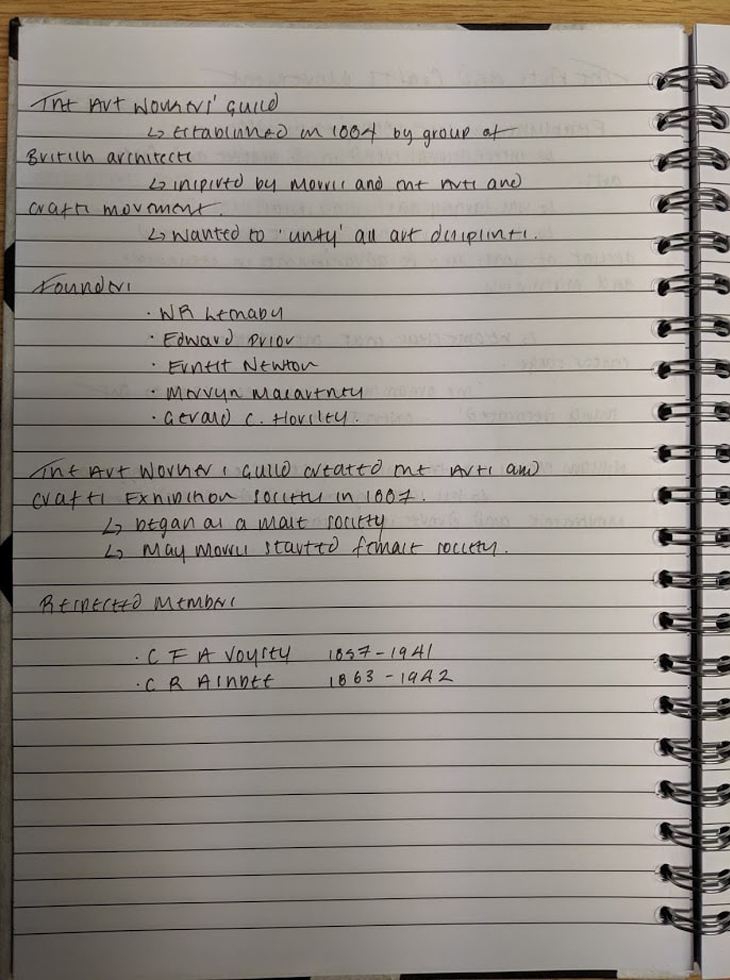 The Art Workers' Guild
↳ established in 1884 by group of
British architects
↳ inspired by Morris and the Arts and
Crafts movement.
↳ wanted to 'unify' all art disiplines.
Founders
· WR Lethaby
· Edward Prior
· Ernest Newton
· Mervyn Macartney
· Gerald C. Horsley.
The Art Workers Guild created the Arts and
Crafts Exhibition society in 1887.
↳ began as a male society
↳ May Morris started female society.
Respected Members
· C F A Voysey 1857-1941
· C R Ashbee 1863-1942